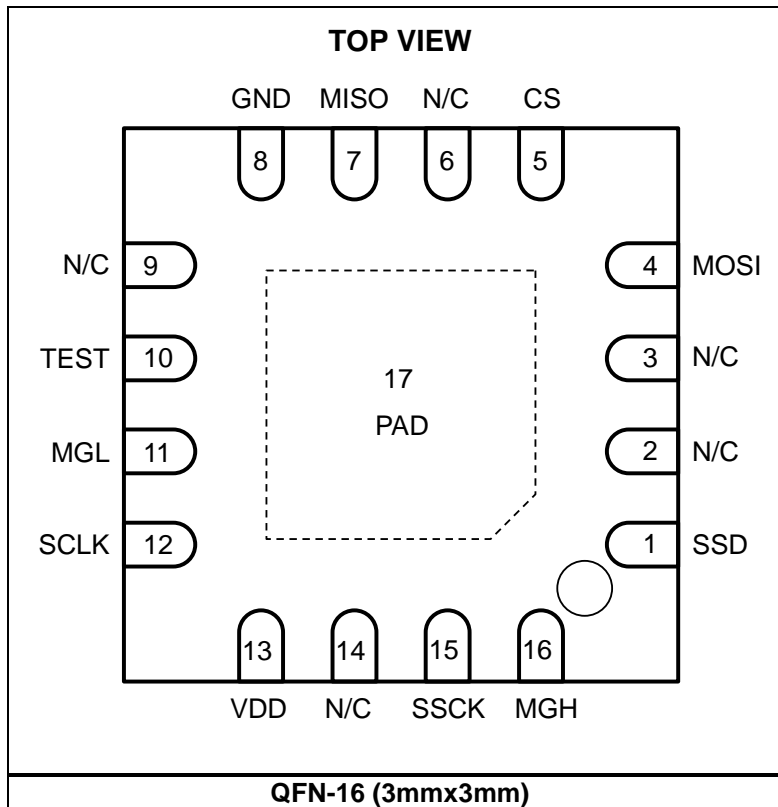 TOP VIEW
GND MISO N/C CS
8 7 6 5
N/C 9 4 MOSI
TEST 10 3 N/C
17
PAD
MGL 11 2 N/C
SCLK 12 1 SSD
13 14 15 16
VDD N/C SSCK MGH
QFN-16 (3mmx3mm)